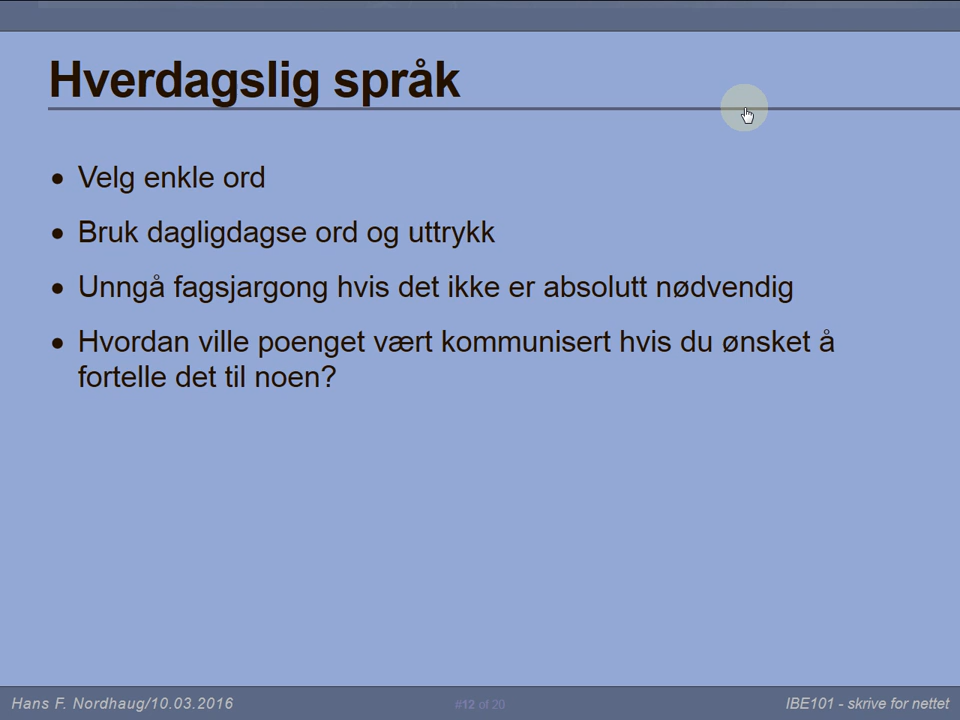 Hverdagslig språk
• Velg enkle ord
• Bruk dagligdagse ord og uttrykk
• Unngå fagsjargong hvis det ikke er absolutt nødvendig
• Hvordan ville poenget vært kommunisert hvis du ønsket å
fortelle det til noen?
Hans F. Nordhaug/10.03.2016
#12 of 20
IBE101 - skrive for nettet